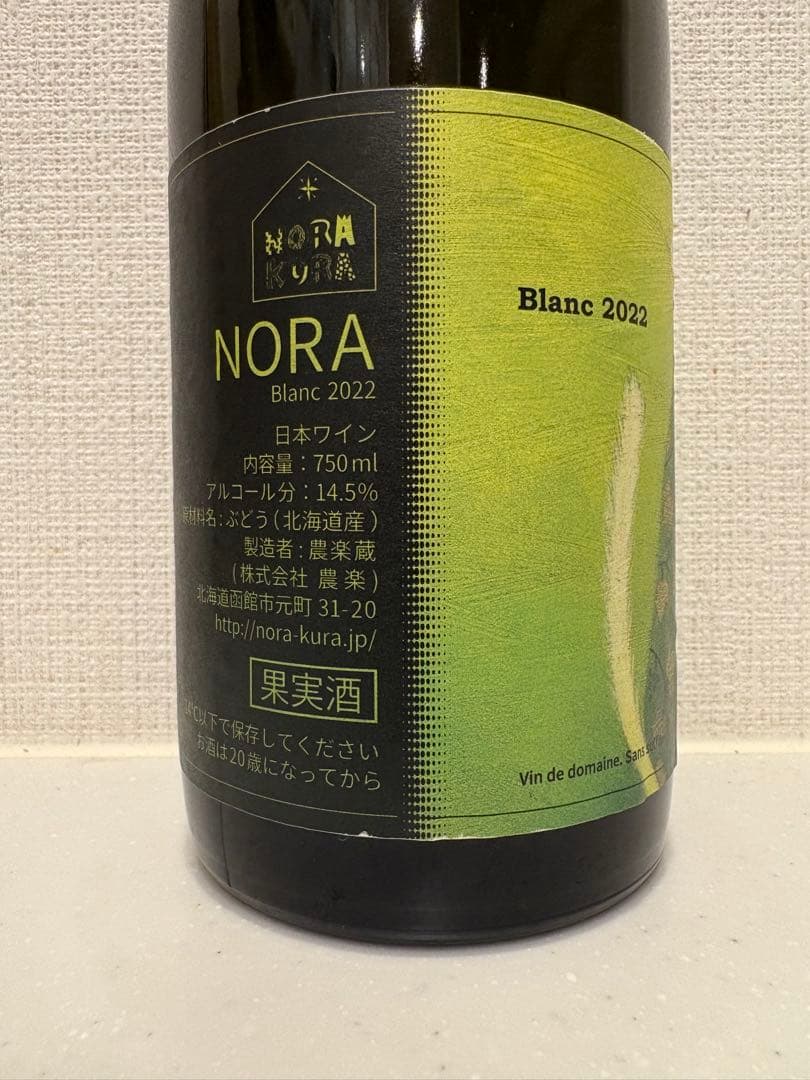 NORA
KURA
NORA
Blanc 2022
日本ワイン
内容量：750ml
アルコール分：14.5%
原材料名：ぶどう（北海道産）
製造者：農楽蔵
(株式会社 農楽)
北海道函館市元町 31-20
http://nora-kura.jp/
果実酒
14℃以下で保存してください
お酒は20歳になってから
Blanc 2022
Vin de domaine. Sans